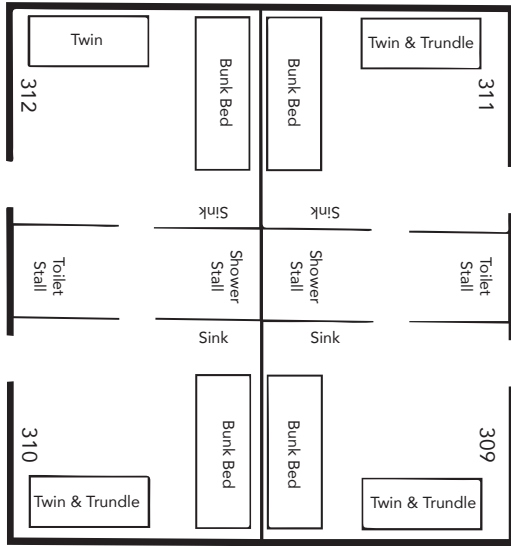 Twin
Bunk Bed
Bunk Bed
Twin & Trundle
312
311
Sink
Sink
Toilet
Stall
Shower
Stall
Shower
Stall
Toilet
Stall
Sink
Sink
310
Bunk Bed
Bunk Bed
309
Twin & Trundle
Twin & Trundle